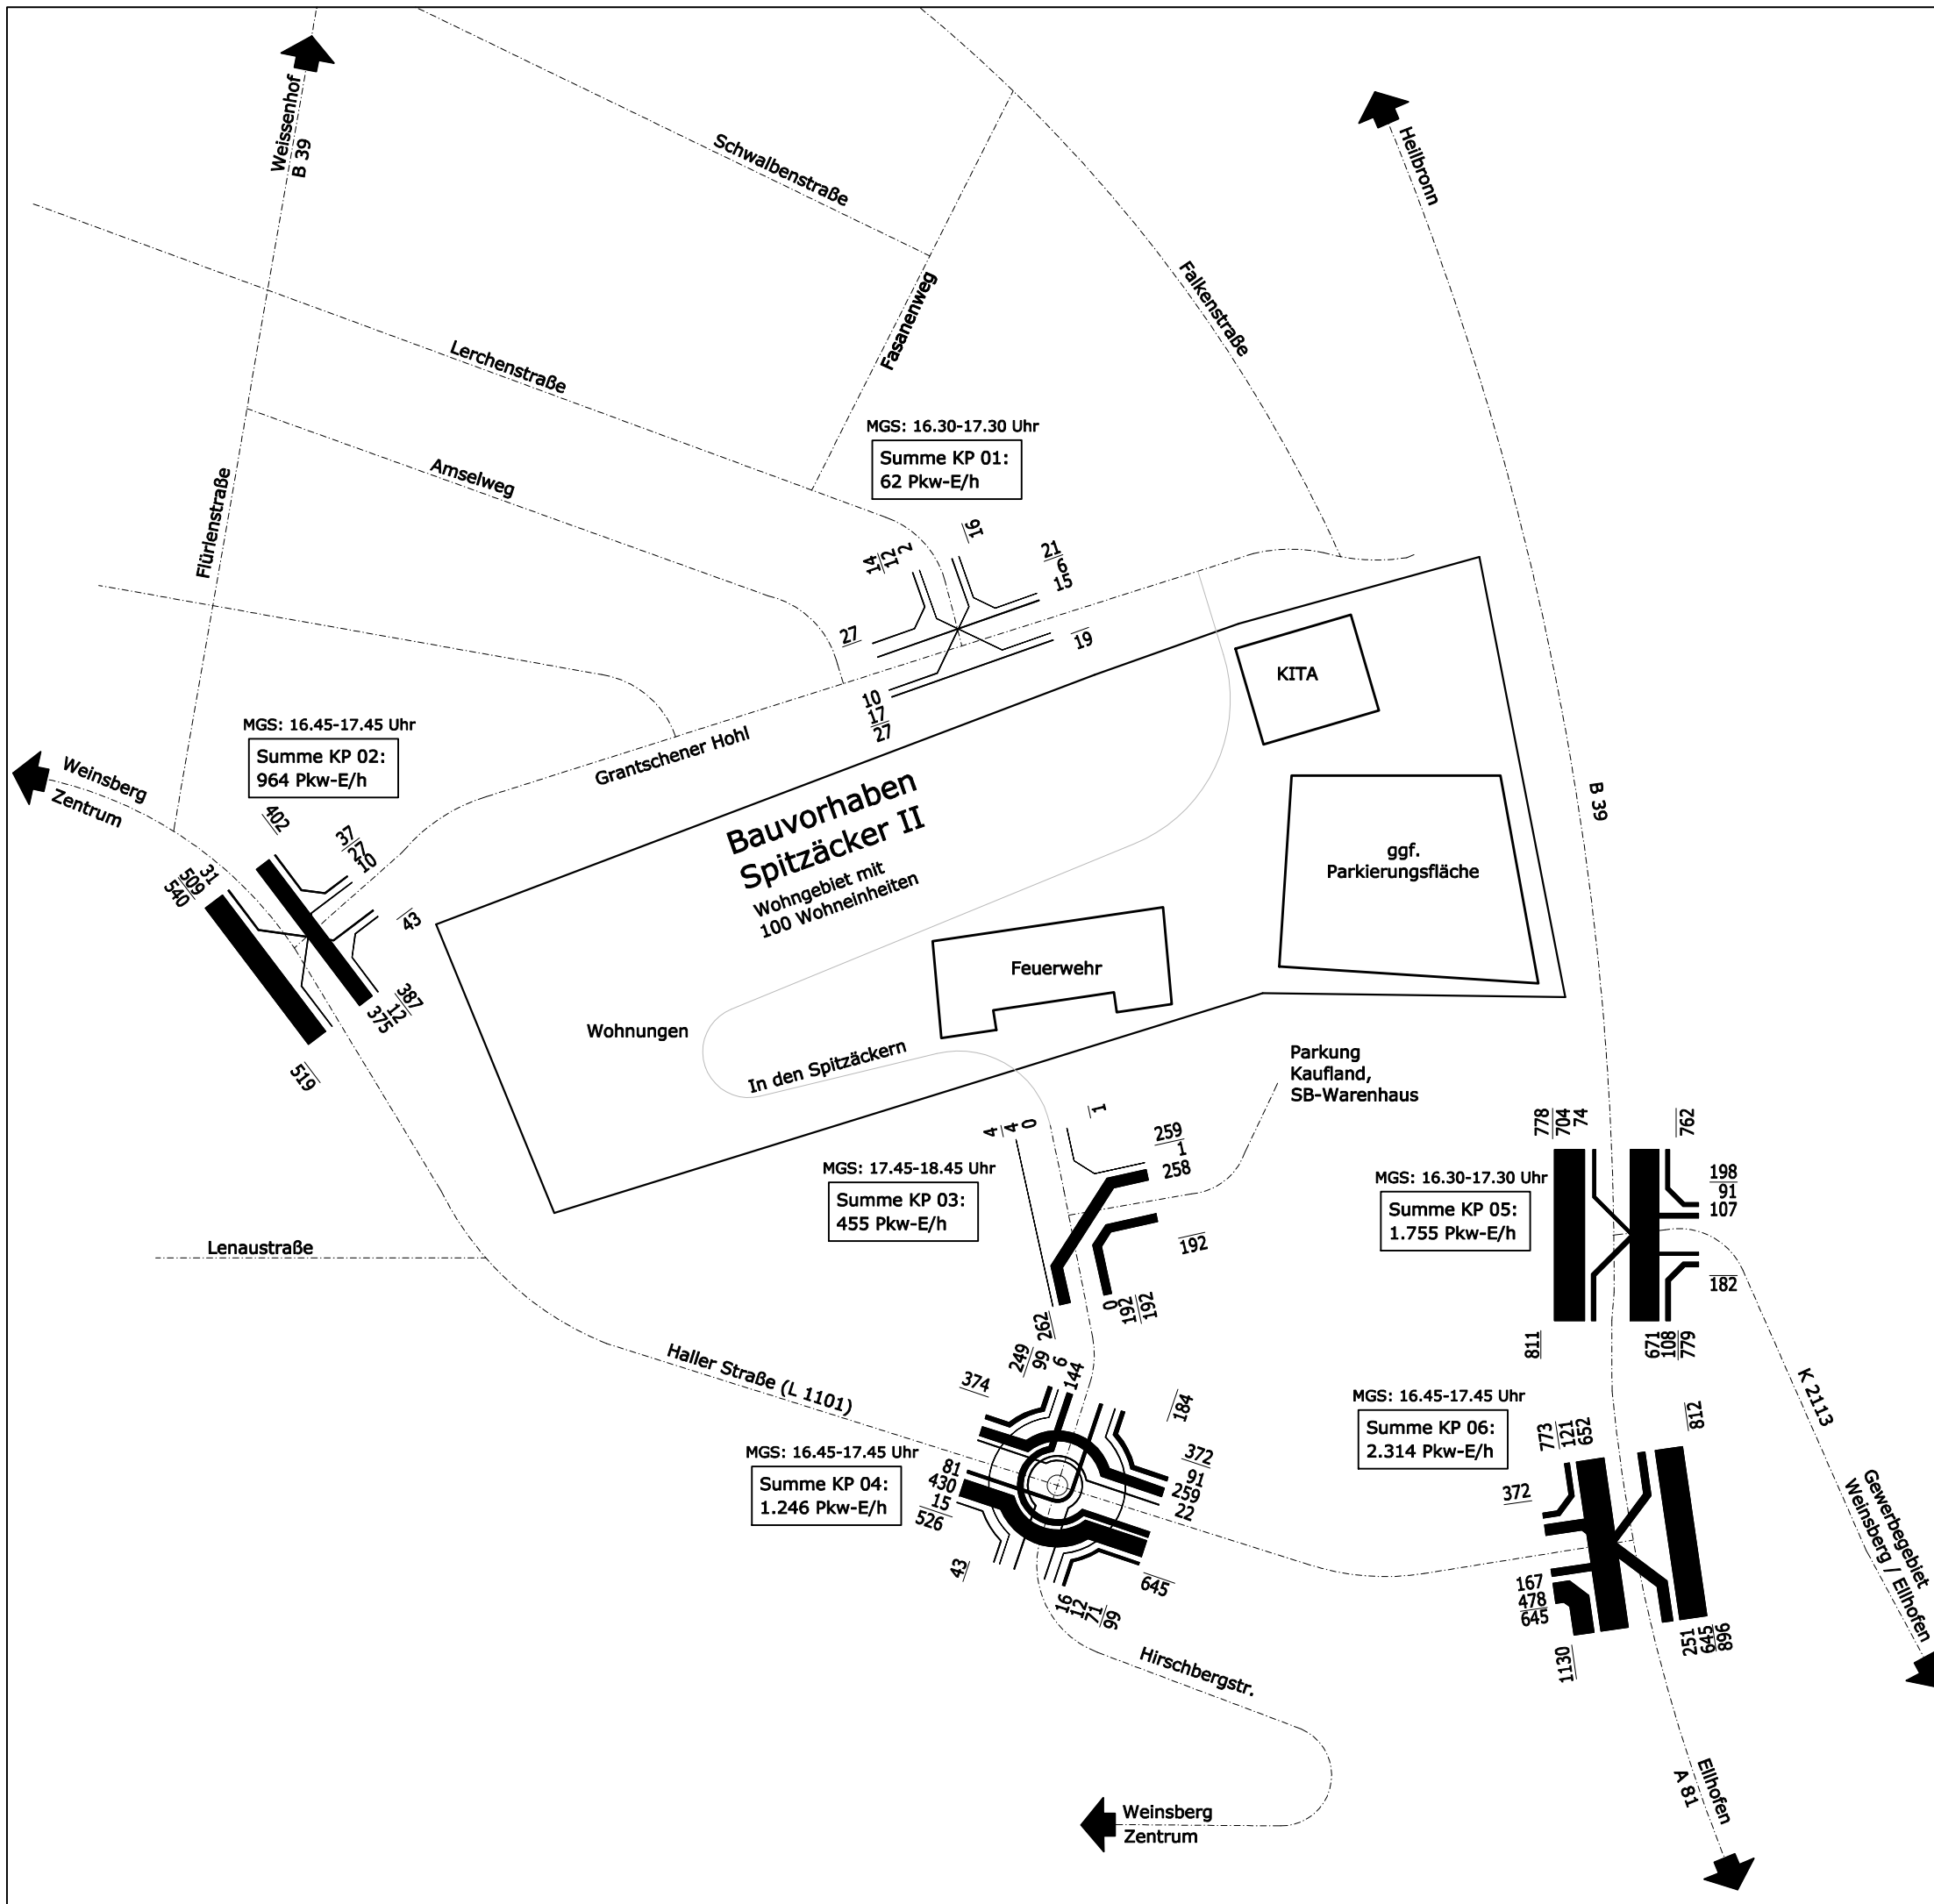 Weissenhof
B 39
Schwalbenstraße
Heilbronn
Fasanenweg
Falkenstraße
Lerchenstraße
Amselweg
Flürlenstraße
MGS: 16.30-17.30 Uhr
Summe KP 01:
62 Pkw-E/h
14
12
2
16
21
6
15
27
19
10
17
27
KITA
MGS: 16.45-17.45 Uhr
Summe KP 02:
964 Pkw-E/h
Grantschener Hohl
Weinsberg
Zentrum
402
37
27
10
31
509
540
43
387
12
375
519
Bauvorhaben
Spitzäcker II
Wohngebiet mit
100 Wohneinheiten
B 39
ggf.
Parkierungsfläche
Feuerwehr
Wohnungen
In den Spitzäckern
Parkung
Kaufland,
SB-Warenhaus
MGS: 17.45-18.45 Uhr
Summe KP 03:
455 Pkw-E/h
4
4
0
1
259
1
258
192
0
192
192
262
MGS: 16.30-17.30 Uhr
Summe KP 05:
1.755 Pkw-E/h
778
704
74
762
198
91
107
182
811
671
108
779
Lenaustraße
Haller Straße (L 1101)
MGS: 16.45-17.45 Uhr
Summe KP 04:
1.246 Pkw-E/h
374
249
99
6
144
184
372
91
259
22
81
430
15
526
43
16
12
71
99
645
MGS: 16.45-17.45 Uhr
Summe KP 06:
2.314 Pkw-E/h
773
121
652
812
372
167
478
645
1130
251
645
896
K 2113
Gewerbegebiet
Weinsberg / Ellhofen
Hirschbergstr.
Ellhofen
A 81
Weinsberg
Zentrum